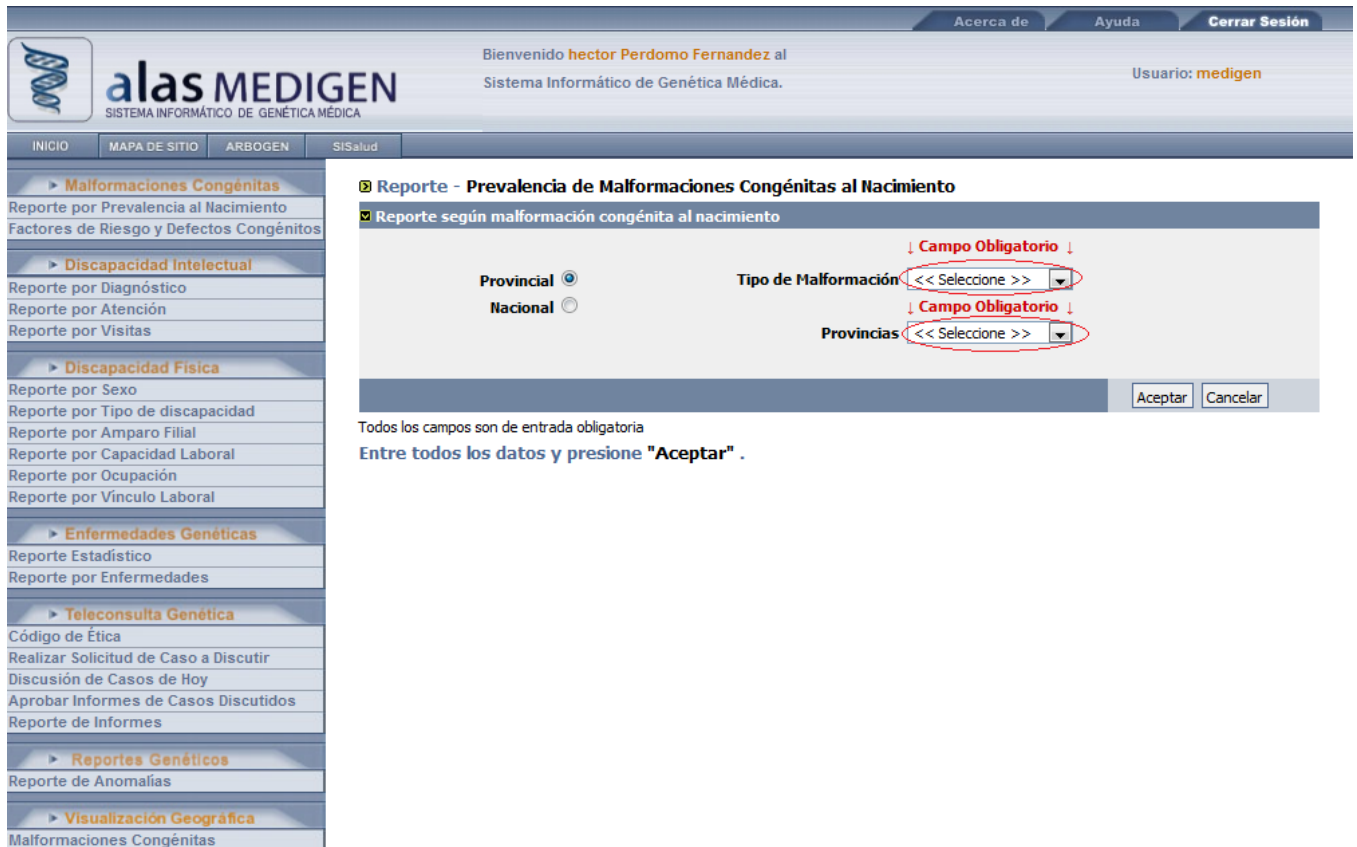 Acerca de
Ayuda
Cerrar Sesión
alas MEDIGEN
SISTEMA INFORMÁTICO DE GENÉTICA MÉDICA
Bienvenido hector Perdomo Fernandez al
Sistema Informático de Genética Médica.
Usuario: medigen
INICIO
MAPA DE SITIO
ARBOGEN
SISalud
Malformaciones Congénitas
Reporte por Prevalencia al Nacimiento
Factores de Riesgo y Defectos Congénitos
Discapacidad Intelectual
Reporte por Diagnóstico
Reporte por Atención
Reporte por Visitas
Discapacidad Física
Reporte por Sexo
Reporte por Tipo de discapacidad
Reporte por Amparo Filial
Reporte por Capacidad Laboral
Reporte por Ocupación
Reporte por Vínculo Laboral
Enfermedades Genéticas
Reporte Estadístico
Reporte por Enfermedades
Teleconsulta Genética
Código de Ética
Realizar Solicitud de Caso a Discutir
Discusión de Casos de Hoy
Aprobar Informes de Casos Discutidos
Reporte de Informes
Reportes Genéticos
Reporte de Anomalías
Visualización Geográfica
Malformaciones Congénitas
Reporte - Prevalencia de Malformaciones Congénitas al Nacimiento
Reporte según malformación congénita al nacimiento
↓ Campo Obligatorio ↓
Provincial
Tipo de Malformación << Seleccione >>
Nacional
↓ Campo Obligatorio ↓
Provincias << Seleccione >>
Aceptar
Cancelar
Todos los campos son de entrada obligatoria
Entre todos los datos y presione "Aceptar" .